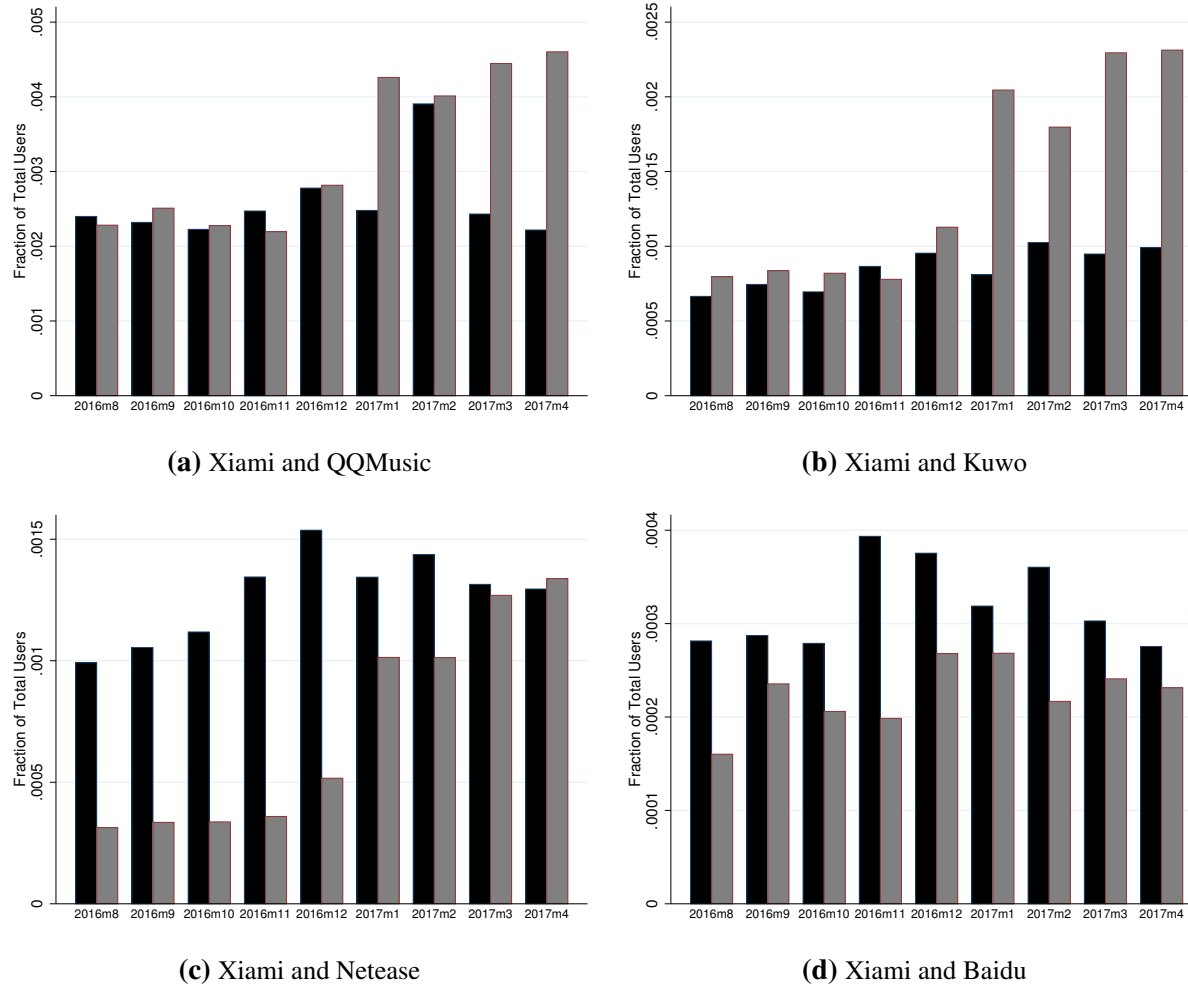 .005
.004
.003
.002
.001
0
Fraction of Total Users
2016m8 2016m9 2016m10 2016m11 2016m12 2017m1 2017m2 2017m3 2017m4
(a) Xiami and QQMusic
.0025
.002
.0015
.001
.0005
0
Fraction of Total Users
2016m8 2016m9 2016m10 2016m11 2016m12 2017m1 2017m2 2017m3 2017m4
(b) Xiami and Kuwo
.0015
.001
.0005
0
Fraction of Total Users
2016m8 2016m9 2016m10 2016m11 2016m12 2017m1 2017m2 2017m3 2017m4
(c) Xiami and Netease
.0004
.0003
.0002
.0001
0
Fraction of Total Users
2016m8 2016m9 2016m10 2016m11 2016m12 2017m1 2017m2 2017m3 2017m4
(d) Xiami and Baidu